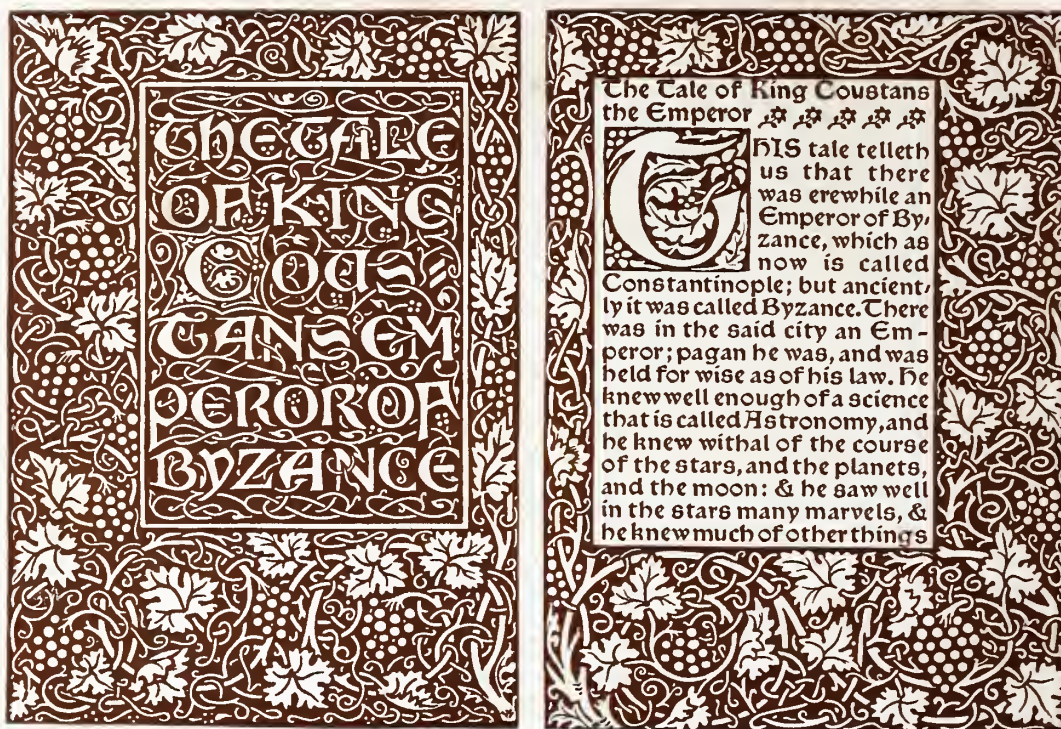 THE TALE
OF KING
COUS=
TANS EM
PEROR OF
BYZANCE
The Tale of King Coustans
the Emperor
THIS tale telleth
us that there
was erewhile an
Emperor of By-
zance, which as
now is called
Constantinople; but ancient-
ly it was called Byzance. There
was in the said city an Em-
peror; pagan he was, and was
held for wise as of his law. He
knew well enough of a science
that is called Astronomy, and
he knew withal of the course
of the stars, and the planets,
and the moon: & he saw well
in the stars many marvels, &
he knew much of other things